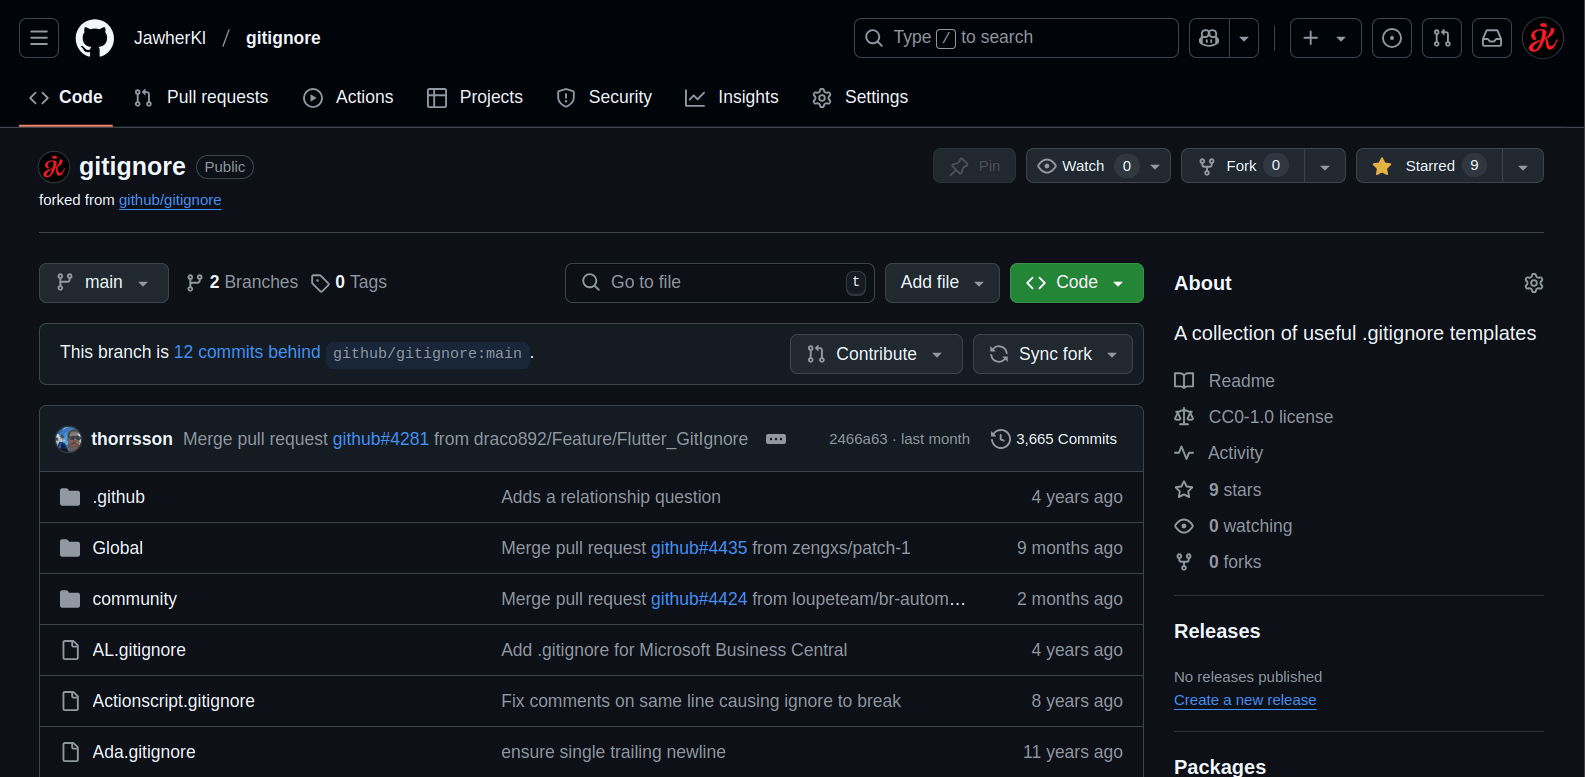 JawherKl / gitignore
Type / to search
Code Pull requests Actions Projects Security Insights Settings
gitignore Public
Pin Watch 0 Fork 0 Starred 9
forked from github/gitignore
main 2 Branches 0 Tags Go to file t Add file Code
This branch is 12 commits behind github/gitignore:main .
Contribute Sync fork
thorrsson Merge pull request github#4281 from draco892/Feature/Flutter_GitIgnore 2466a63 · last month 3,665 Commits
.github Adds a relationship question 4 years ago
Global Merge pull request github#4435 from zengxs/patch-1 9 months ago
community Merge pull request github#4424 from loupeteam/br-autom… 2 months ago
AL.gitignore Add .gitignore for Microsoft Business Central 4 years ago
Actionscript.gitignore Fix comments on same line causing ignore to break 8 years ago
Ada.gitignore ensure single trailing newline 11 years ago
About
A collection of useful .gitignore templates
Readme
CC0-1.0 license
Activity
9 stars
0 watching
0 forks
Releases
No releases published
Create a new release
Packages